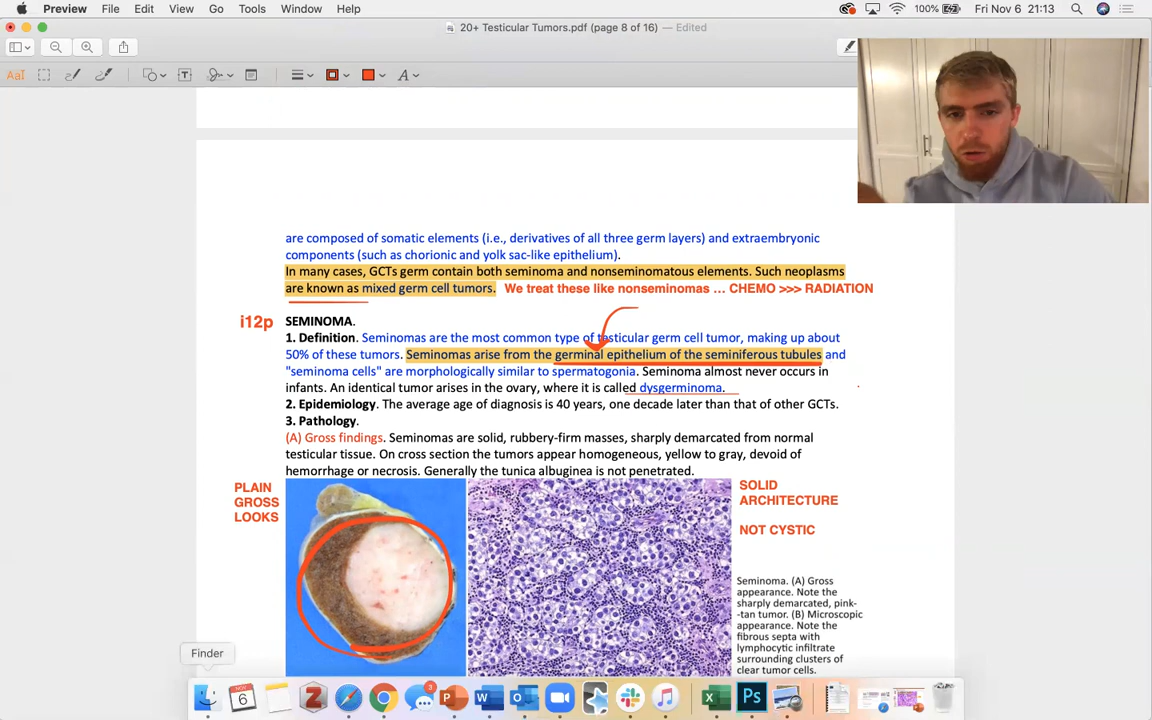 Preview File Edit View Go Tools Window Help 100% Fri Nov 6 21:13
20+ Testicular Tumors.pdf (page 8 of 16) — Edited
are composed of somatic elements (i.e., derivatives of all three germ layers) and extraembryonic
components (such as chorionic and yolk sac-like epithelium).
In many cases, GCTs germ contain both seminoma and nonseminomatous elements. Such neoplasms
are known as mixed germ cell tumors. We treat these like nonseminomas ... CHEMO >>> RADIATION
i12p SEMINOMA.
1. Definition. Seminomas are the most common type of testicular germ cell tumor, making up about
50% of these tumors. Seminomas arise from the germinal epithelium of the seminiferous tubules and
"seminoma cells" are morphologically similar to spermatogonia. Seminoma almost never occurs in
infants. An identical tumor arises in the ovary, where it is called dysgerminoma.
2. Epidemiology. The average age of diagnosis is 40 years, one decade later than that of other GCTs.
3. Pathology.
(A) Gross findings. Seminomas are solid, rubbery-firm masses, sharply demarcated from normal
testicular tissue. On cross section the tumors appear homogeneous, yellow to gray, devoid of
hemorrhage or necrosis. Generally the tunica albuginea is not penetrated.
PLAIN
GROSS
LOOKS
SOLID
ARCHITECTURE
NOT CYSTIC
Seminoma. (A) Gross
appearance. Note the
sharply demarcated, pink-
-tan tumor. (B) Microscopic
appearance. Note the
fibrous septa with
lymphocytic infiltrate
surrounding clusters of
clear tumor cells.
Finder
NOV
6
3
Ps